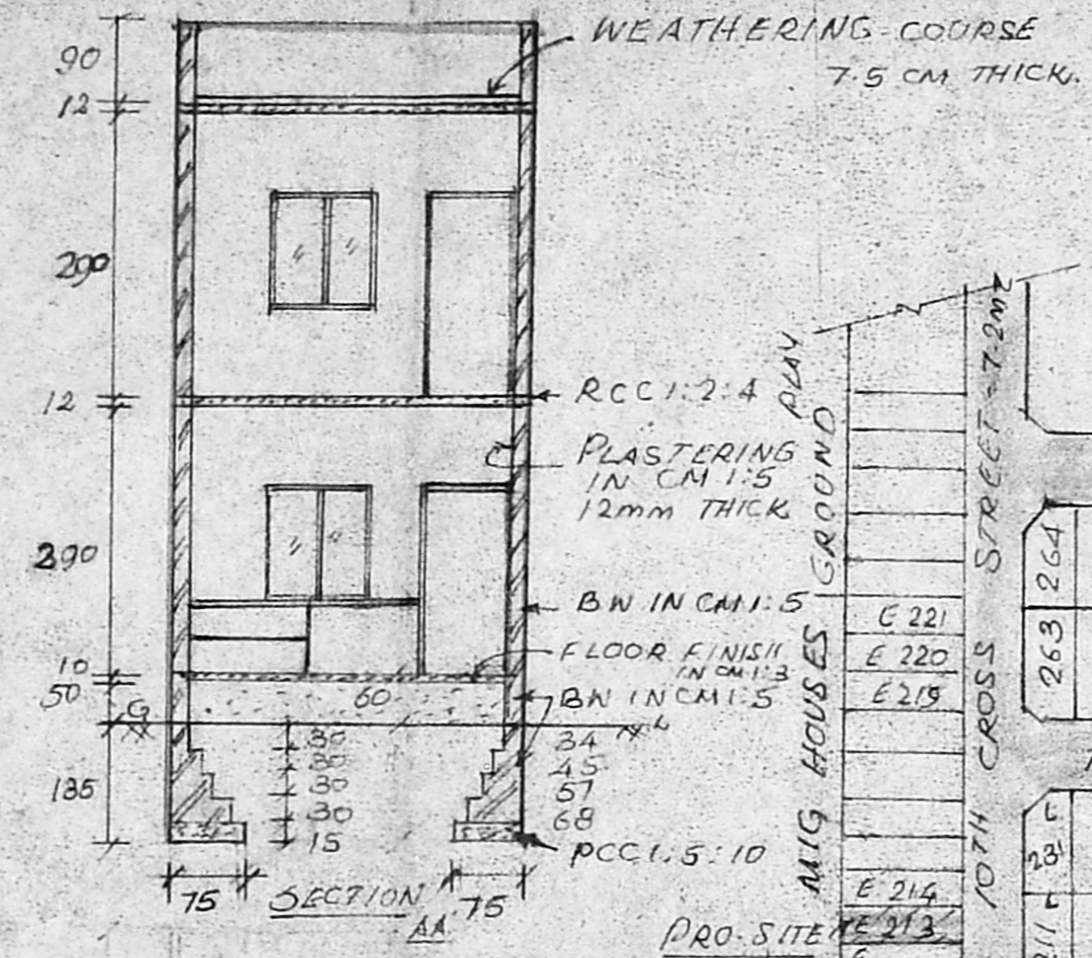 WEATHERING COURSE
7.5 CM THICK.
90
12
290
12
RCC 1:2:4
PLASTERING
IN CM 1:5
12mm THICK
290
BW IN CM 1:5
FLOOR FINISH
IN CM 1:3
10
50
60
BW IN CM 1:5
G
L
135
30
30
30
30
15
34
45
57
68
PCC 1:5:10
75
75
SECTION
AA
PLAY
GROUND
MIG HOUSES
10TH CROSS STREET-7.2M
E 221
E 220
E 219
E 214
E 213
PRO-SITE
264
263
231
211